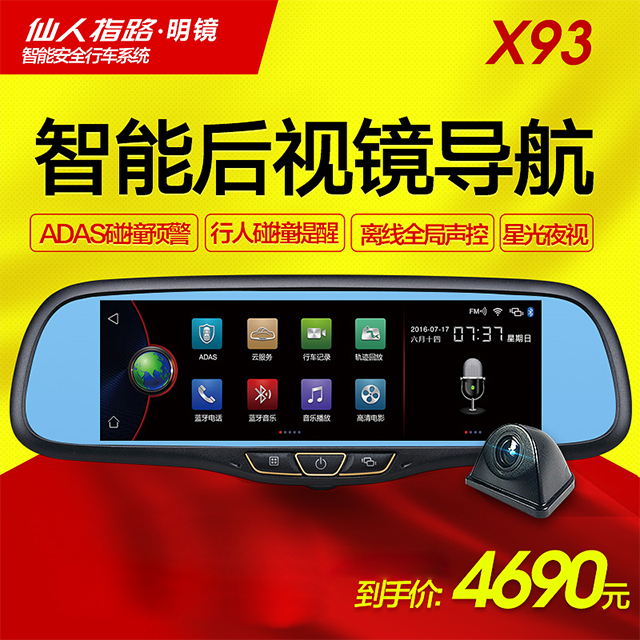 仙人指路·明镜
智能安全行车系统
X93
智能后视镜导航
ADAS碰撞预警 行人碰撞提醒 离线全局声控 星光夜视
FM
2016-07-17
六月十四
07:37 星期日
ADAS 云服务 行车记录 轨迹回放
蓝牙电话 蓝牙音乐 音乐播放 高清电影
到手价: 4690元